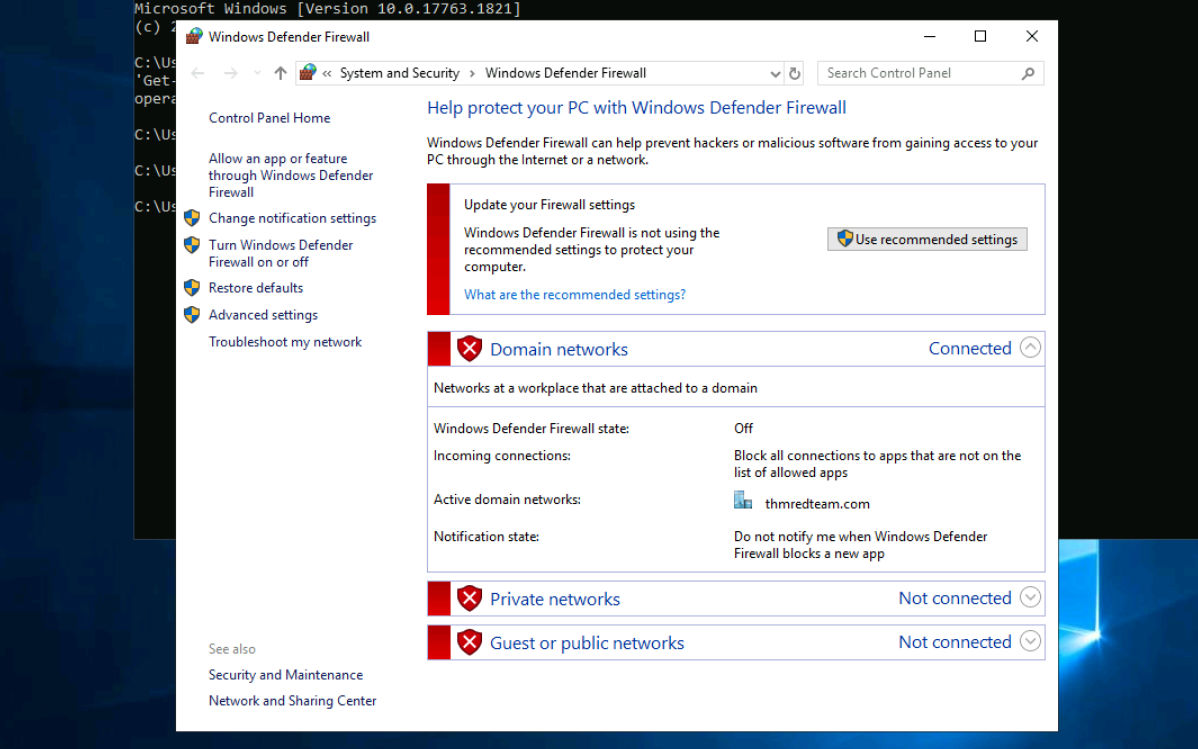 Microsoft Windows [Version 10.0.17763.1821]
(c)
Windows Defender Firewall
C:\Us
'Get-
opera
C:\Us
C:\Us
C:\Us
« System and Security › Windows Defender Firewall
Search Control Panel
Control Panel Home
Allow an app or feature
through Windows Defender
Firewall
Change notification settings
Turn Windows Defender
Firewall on or off
Restore defaults
Advanced settings
Troubleshoot my network
See also
Security and Maintenance
Network and Sharing Center
Help protect your PC with Windows Defender Firewall
Windows Defender Firewall can help prevent hackers or malicious software from gaining access to your
PC through the Internet or a network.
Update your Firewall settings
Windows Defender Firewall is not using the
recommended settings to protect your
computer.
What are the recommended settings?
Use recommended settings
Domain networks Connected
Networks at a workplace that are attached to a domain
Windows Defender Firewall state: Off
Incoming connections: Block all connections to apps that are not on the
list of allowed apps
Active domain networks: thmredteam.com
Notification state: Do not notify me when Windows Defender
Firewall blocks a new app
Private networks Not connected
Guest or public networks Not connected